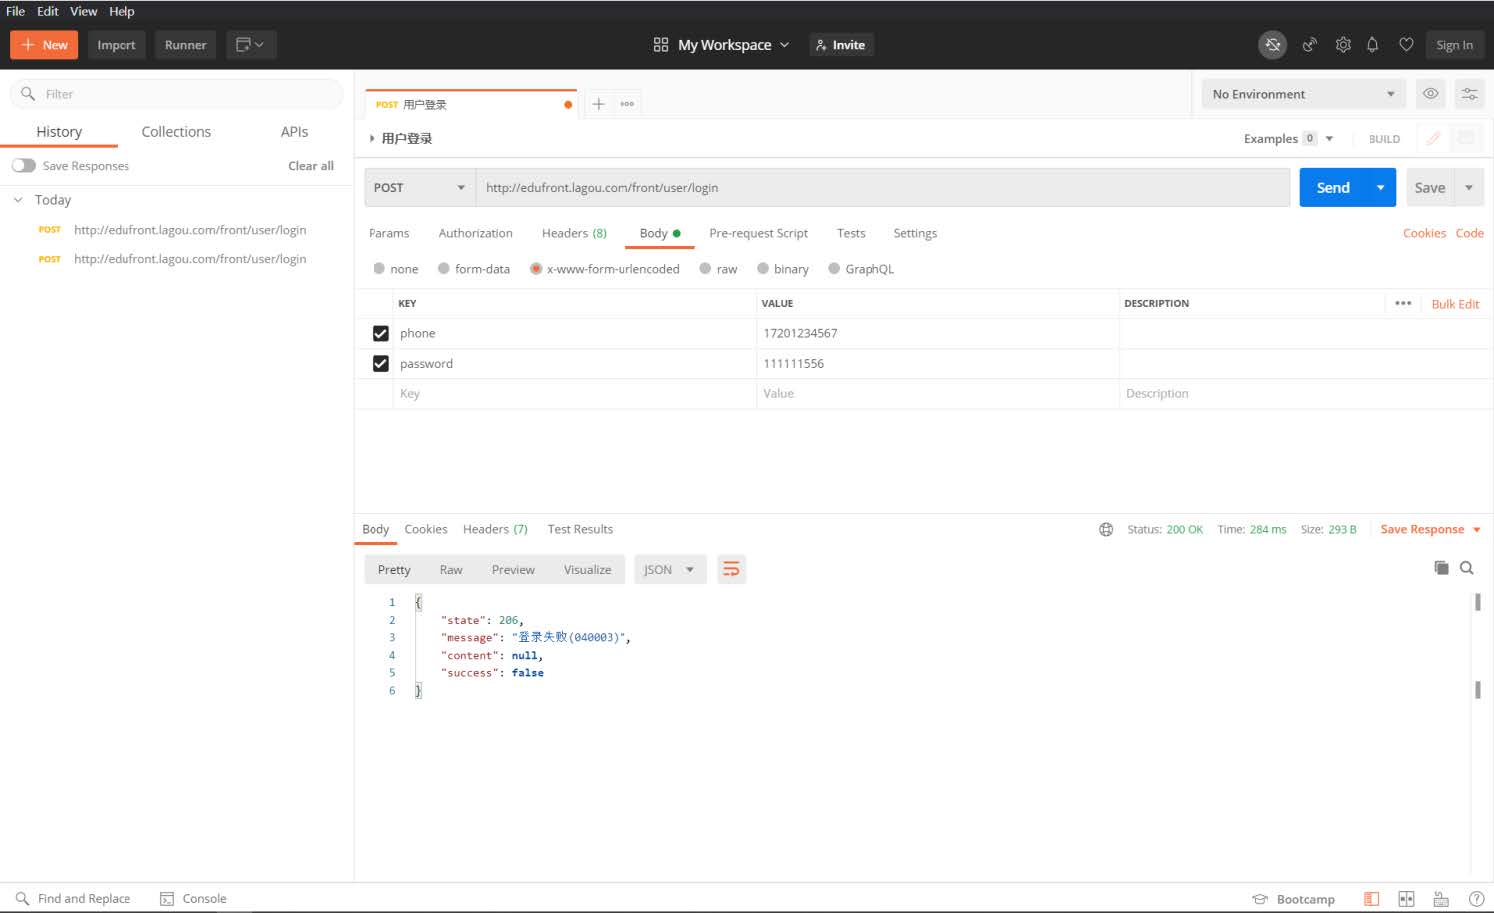 File Edit View Help
New Import Runner My Workspace Invite Sign In
Filter
History Collections APIs
Save Responses Clear all
Today
POST http://edufront.lagou.com/front/user/login
POST http://edufront.lagou.com/front/user/login
POST 用户登录
No Environment
用户登录 Examples 0 BUILD
POST http://edufront.lagou.com/front/user/login Send Save
Params Authorization Headers (8) Body Pre-request Script Tests Settings Cookies Code
none form-data x-www-form-urlencoded raw binary GraphQL
KEY VALUE DESCRIPTION Bulk Edit
phone 17201234567
password 111111556
Key Value Description
Body Cookies Headers (7) Test Results Status: 200 OK Time: 284 ms Size: 293 B Save Response
Pretty Raw Preview Visualize JSON
1 {
2 "state": 206,
3 "message": "登录失败(040003)",
4 "content": null,
5 "success": false
6 }
Find and Replace Console Bootcamp